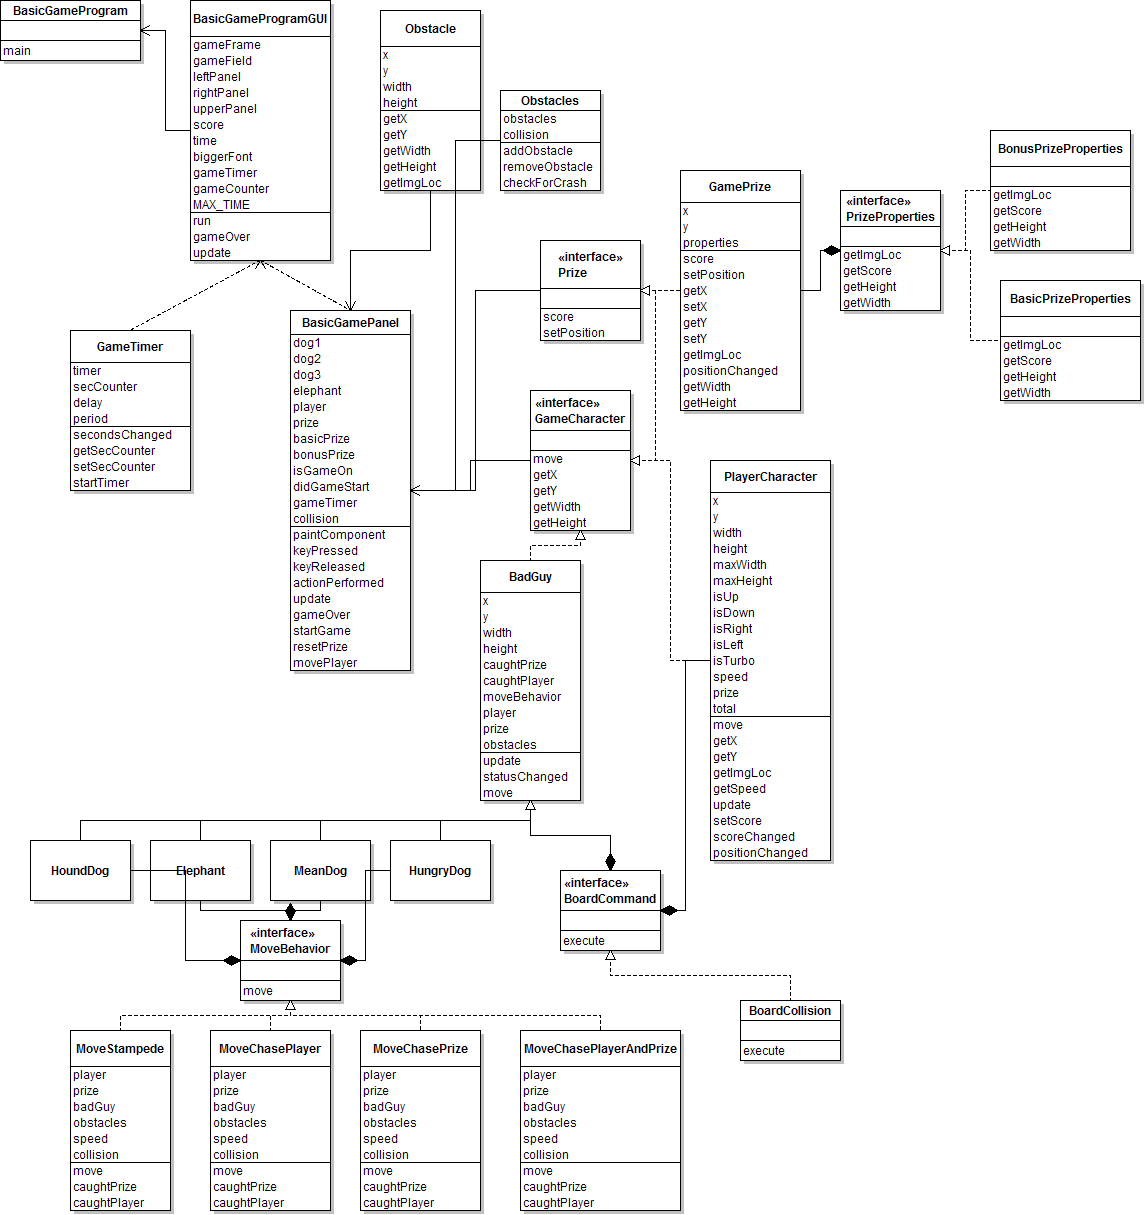 BasicGameProgram
main
BasicGameProgramGUI
gameFrame
gameField
leftPanel
rightPanel
upperPanel
score
time
biggerFont
gameTimer
gameCounter
MAX_TIME
run
gameOver
update
Obstacle
x
y
width
height
getX
getY
getWidth
getHeight
getImgLoc
Obstacles
obstacles
collision
addObstacle
removeObstacle
checkForCrash
GamePrize
x
y
properties
score
setPosition
getX
setX
getY
setY
getImgLoc
positionChanged
getWidth
getHeight
«interface»
PrizeProperties
getImgLoc
getScore
getHeight
getWidth
BonusPrizeProperties
getImgLoc
getScore
getHeight
getWidth
BasicPrizeProperties
getImgLoc
getScore
getHeight
getWidth
«interface»
Prize
score
setPosition
GameTimer
timer
secCounter
delay
period
secondsChanged
getSecCounter
setSecCounter
startTimer
BasicGamePanel
dog1
dog2
dog3
elephant
player
prize
basicPrize
bonusPrize
isGameOn
didGameStart
gameTimer
collision
paintComponent
keyPressed
keyReleased
actionPerformed
update
gameOver
startGame
resetPrize
movePlayer
«interface»
GameCharacter
move
getX
getY
getWidth
getHeight
PlayerCharacter
x
y
width
height
maxWidth
maxHeight
isUp
isDown
isRight
isLeft
isTurbo
speed
prize
total
move
getX
getY
getImgLoc
getSpeed
update
setScore
scoreChanged
positionChanged
BadGuy
x
y
width
height
caughtPrize
caughtPlayer
moveBehavior
player
prize
obstacles
update
statusChanged
move
HoundDog
Elephant
MeanDog
HungryDog
«interface»
BoardCommand
execute
«interface»
MoveBehavior
move
BoardCollision
execute
MoveStampede
player
prize
badGuy
obstacles
speed
collision
move
caughtPrize
caughtPlayer
MoveChasePlayer
player
prize
badGuy
obstacles
speed
collision
move
caughtPrize
caughtPlayer
MoveChasePrize
player
prize
badGuy
obstacles
speed
collision
move
caughtPrize
caughtPlayer
MoveChasePlayerAndPrize
player
prize
badGuy
obstacles
speed
collision
move
caughtPrize
caughtPlayer